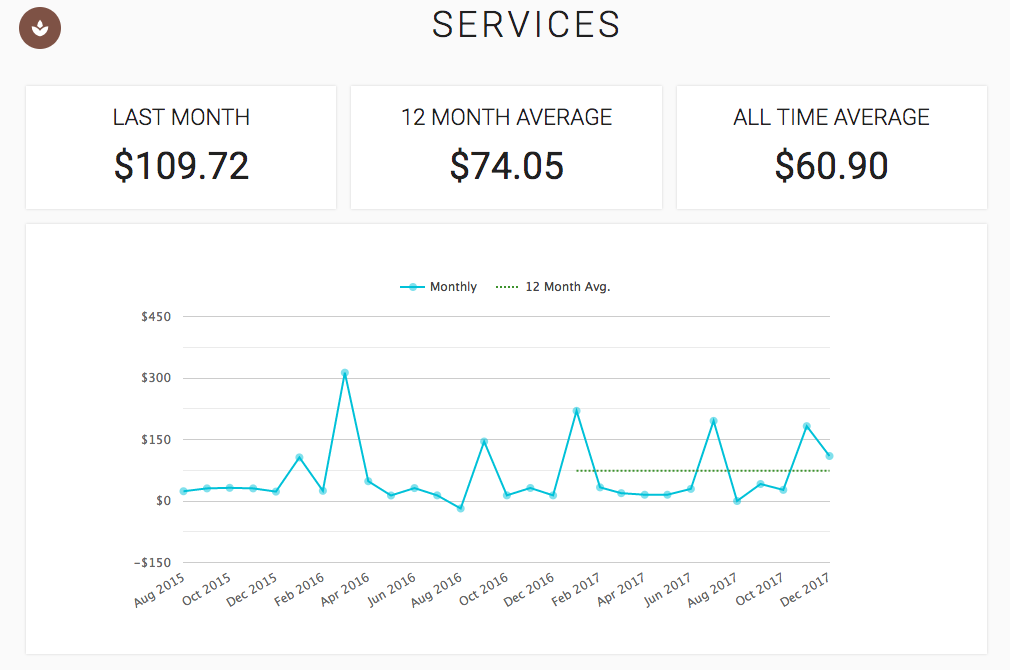 SERVICES
LAST MONTH
$109.72
12 MONTH AVERAGE
$74.05
ALL TIME AVERAGE
$60.90
Monthly
12 Month Avg.
$450
$300
$150
$0
−$150
Aug 2015
Oct 2015
Dec 2015
Feb 2016
Apr 2016
Jun 2016
Aug 2016
Oct 2016
Dec 2016
Feb 2017
Apr 2017
Jun 2017
Aug 2017
Oct 2017
Dec 2017